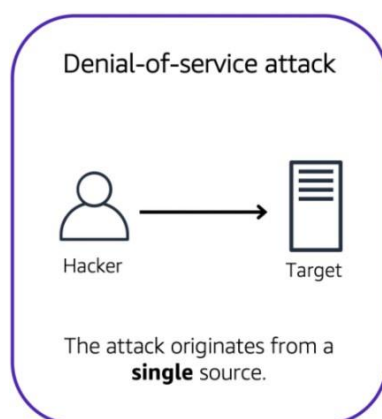 Denial-of-service attack
Hacker
Target
The attack originates from a
single source.